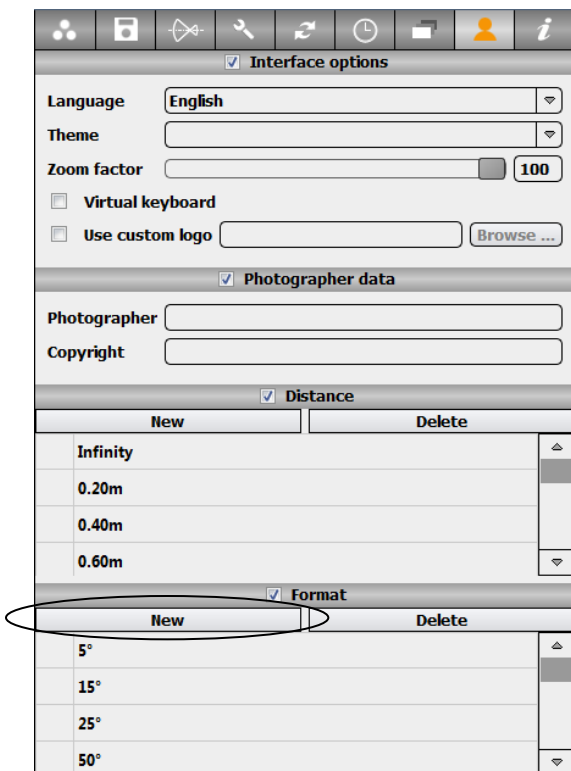 i
Interface options
Language English
Theme
Zoom factor 100
Virtual keyboard
Use custom logo Browse ...
Photographer data
Photographer
Copyright
Distance
New Delete
Infinity
0.20m
0.40m
0.60m
Format
New Delete
5°
15°
25°
50°